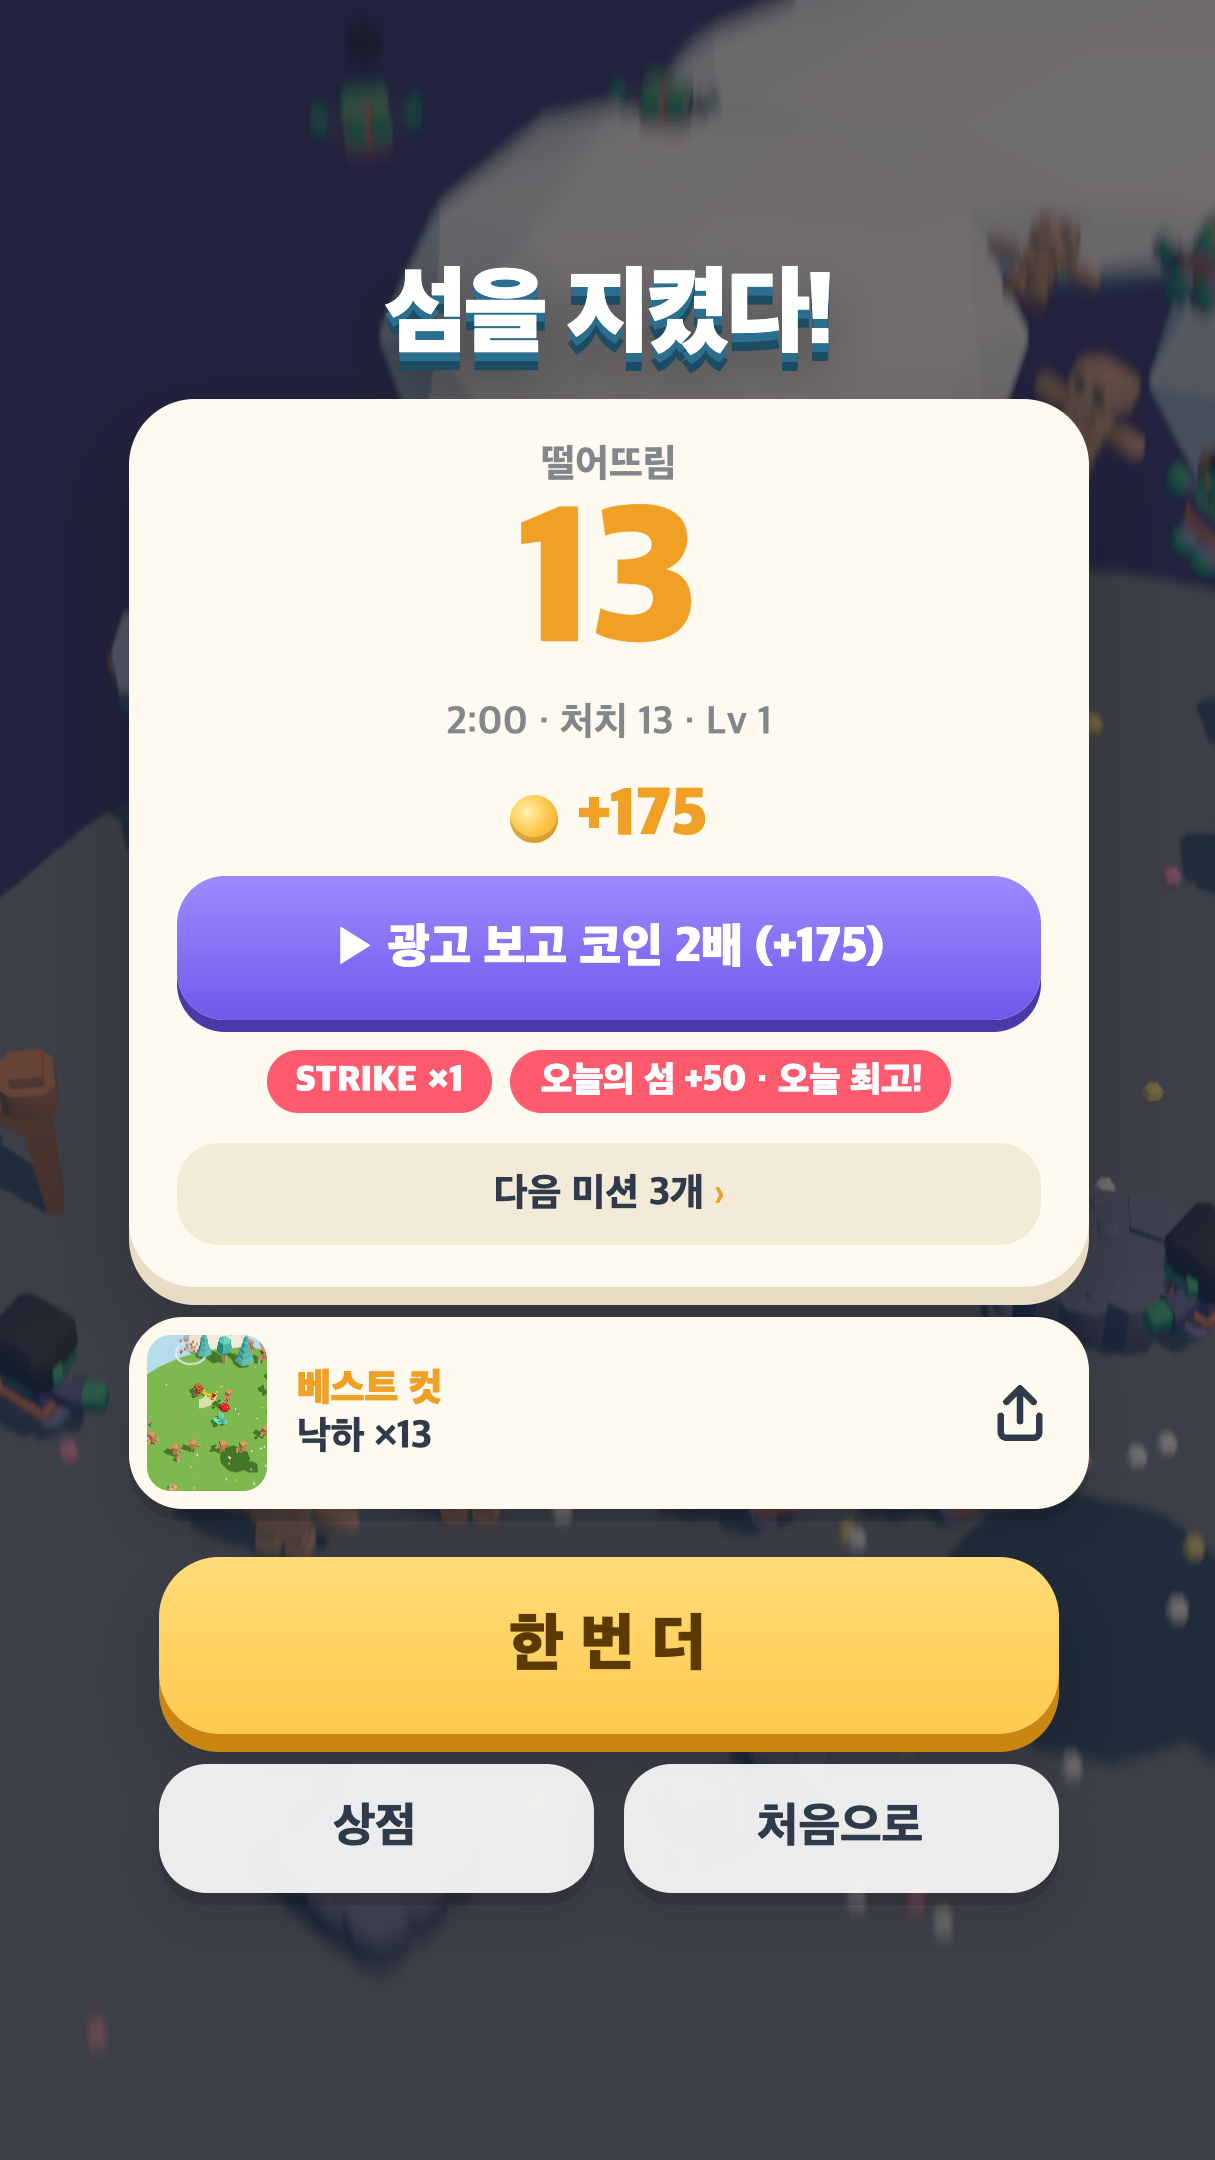 섬을 지켰다!
떨어뜨림
13
2:00 · 처치 13 · Lv 1
+175
▶ 광고 보고 코인 2배 (+175)
STRIKE ×1
오늘의 섬 +50 · 오늘 최고!
다음 미션 3개 ›
베스트 컷
낙하 ×13
한 번 더
상점
처음으로